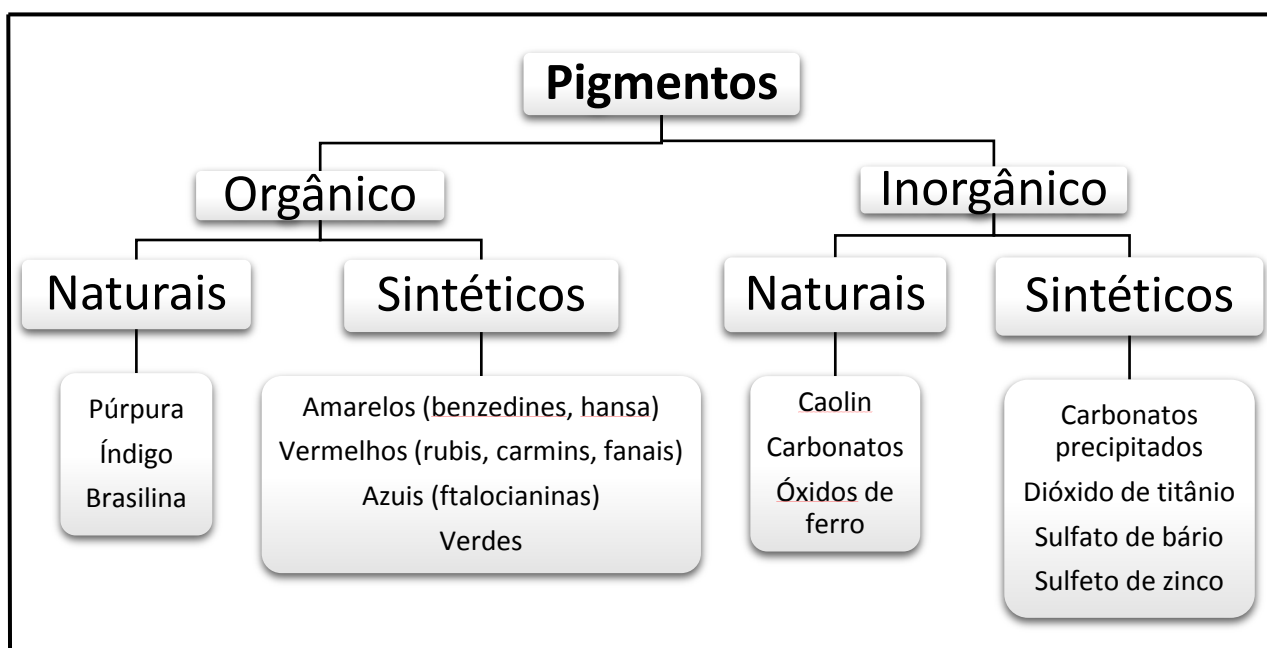 Pigmentos
Orgânico
Inorgânico
Naturais
Sintéticos
Naturais
Sintéticos
Púrpura
Índigo
Brasilina
Amarelos (benzedines, hansa)
Vermelhos (rubis, carmins, fanais)
Azuis (ftalocianinas)
Verdes
Caolin
Carbonatos
Óxidos de
ferro
Carbonatos
precipitados
Dióxido de titânio
Sulfato de bário
Sulfeto de zinco